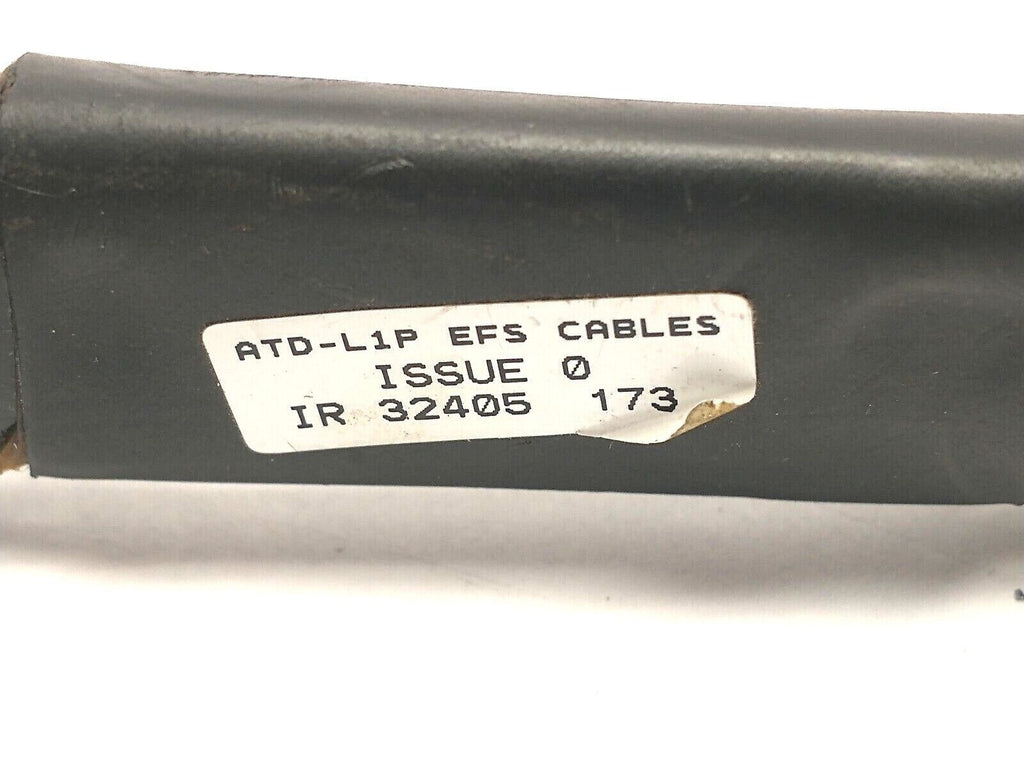 ATD-L1P EFS CABLES
ISSUE 0
IR 32405 173